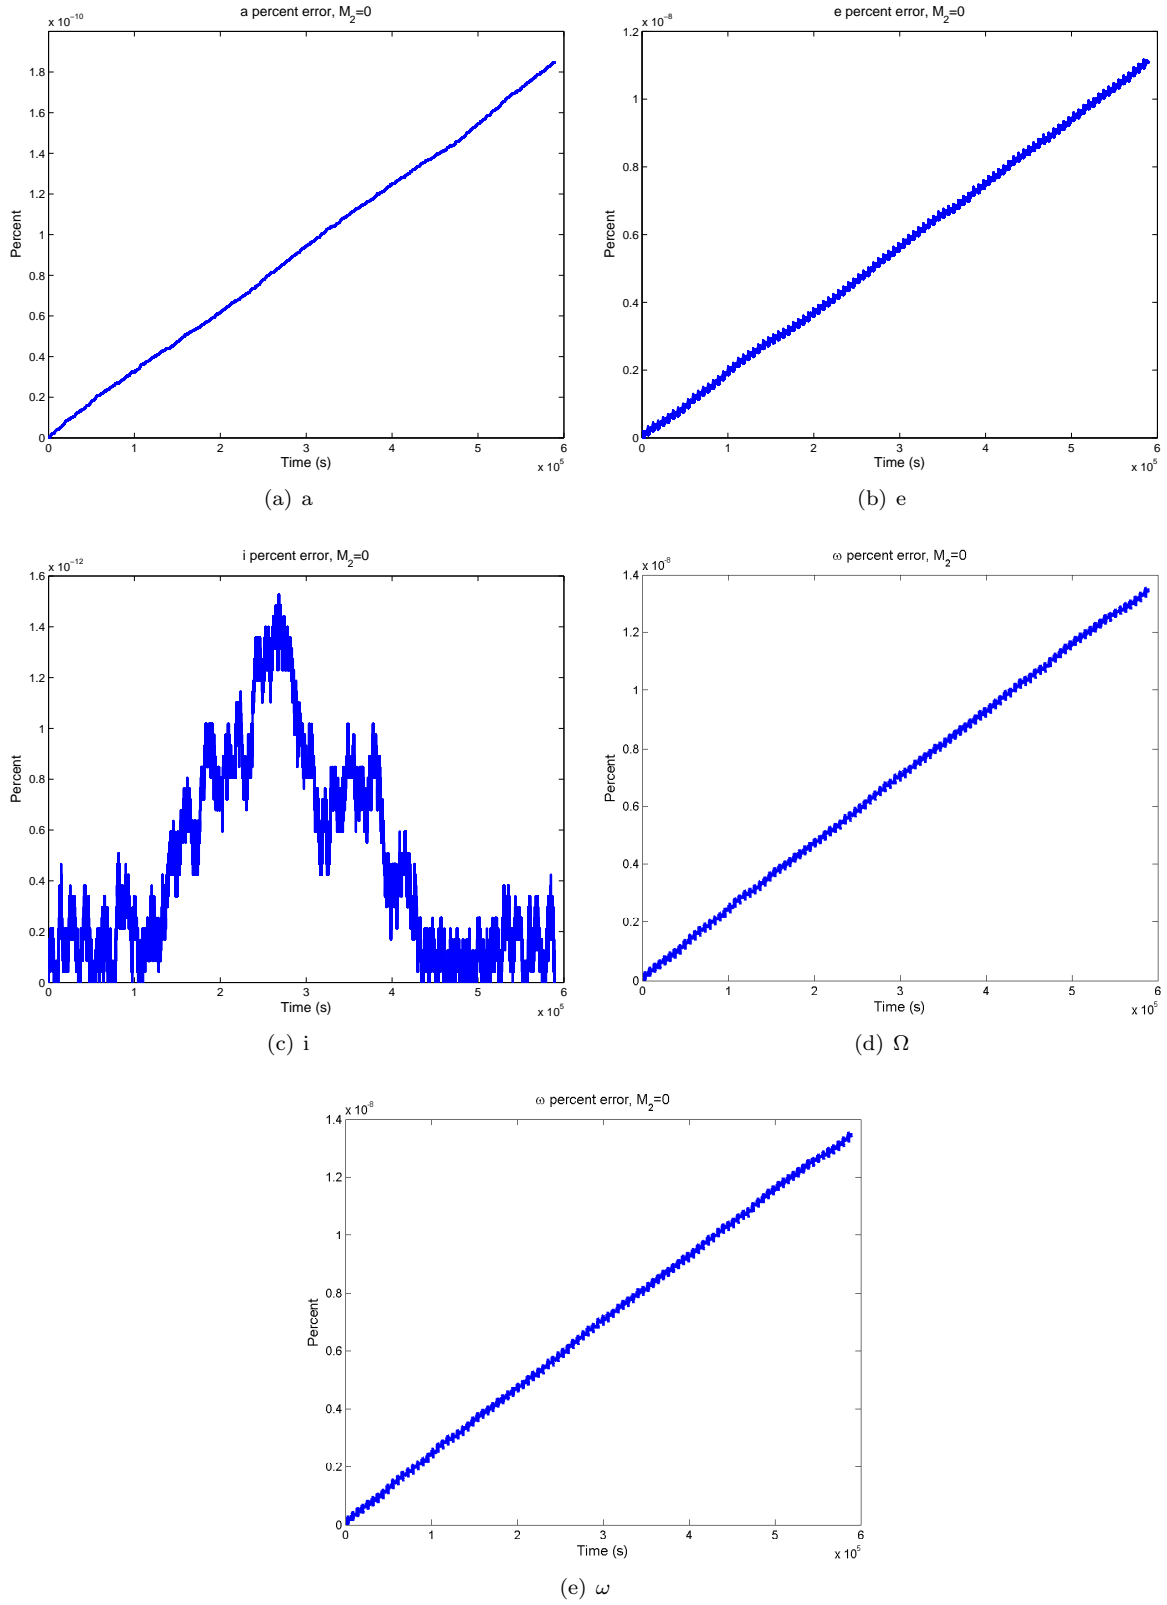 a percent error, M2=0
x 10^-10
1.8
1.6
1.4
1.2
1
0.8
0.6
0.4
0.2
0
Percent
0 1 2 3 4 5 6
Time (s)
x 10^5
(a) a
e percent error, M2=0
x 10^-8
1.2
1
0.8
0.6
0.4
0.2
0
Percent
0 1 2 3 4 5 6
Time (s)
x 10^5
(b) e
i percent error, M2=0
x 10^-12
1.6
1.4
1.2
1
0.8
0.6
0.4
0.2
0
Percent
0 1 2 3 4 5 6
Time (s)
x 10^5
(c) i
ω percent error, M2=0
x 10^-8
1.4
1.2
1
0.8
0.6
0.4
0.2
0
Percent
0 1 2 3 4 5 6
Time (s)
x 10^5
(d) Ω
ω percent error, M2=0
x 10^-8
1.4
1.2
1
0.8
0.6
0.4
0.2
0
Percent
0 1 2 3 4 5 6
Time (s)
x 10^5
(e) ω